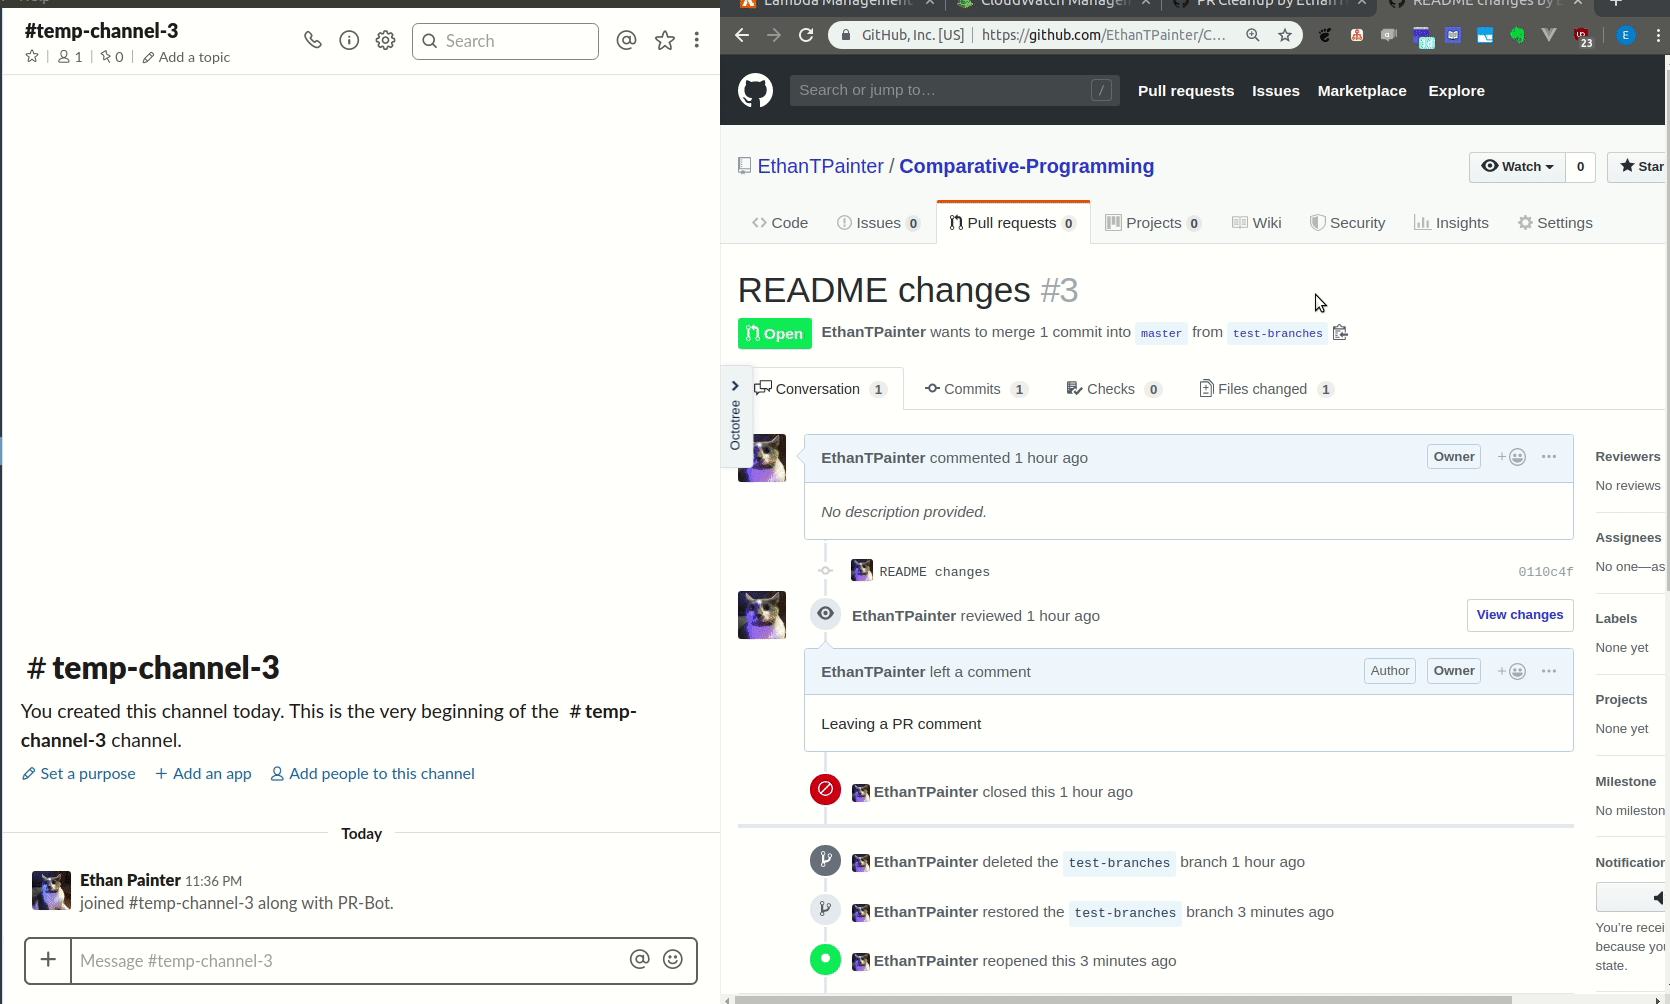 Help
#temp-channel-3
1 | 0 | Add a topic
Search
# temp-channel-3
You created this channel today. This is the very beginning of the # temp-
channel-3 channel.
Set a purpose + Add an app Add people to this channel
Today
Ethan Painter 11:36 PM
joined #temp-channel-3 along with PR-Bot.
+ Message #temp-channel-3
Lambda Management × CloudWatch Managem × PR Cleanup by Ethan × README changes by E × +
GitHub, Inc. [US] | https://github.com/EthanTPainter/C... 23 E
Search or jump to… / Pull requests Issues Marketplace Explore
EthanTPainter / Comparative-Programming Watch 0 Star
Code Issues 0 Pull requests 0 Projects 0 Wiki Security Insights Settings
README changes #3
Open EthanTPainter wants to merge 1 commit into master from test-branches
Conversation 1 Commits 1 Checks 0 Files changed 1
Octotree
EthanTPainter commented 1 hour ago Owner + ...
No description provided.
README changes 0110c4f
EthanTPainter reviewed 1 hour ago View changes
EthanTPainter left a comment Author Owner + ...
Leaving a PR comment
EthanTPainter closed this 1 hour ago
EthanTPainter deleted the test-branches branch 1 hour ago
EthanTPainter restored the test-branches branch 3 minutes ago
EthanTPainter reopened this 3 minutes ago
Reviewers
No reviews
Assignees
No one—as
Labels
None yet
Projects
None yet
Milestone
No mileston
Notification
You're recei
because you
state.